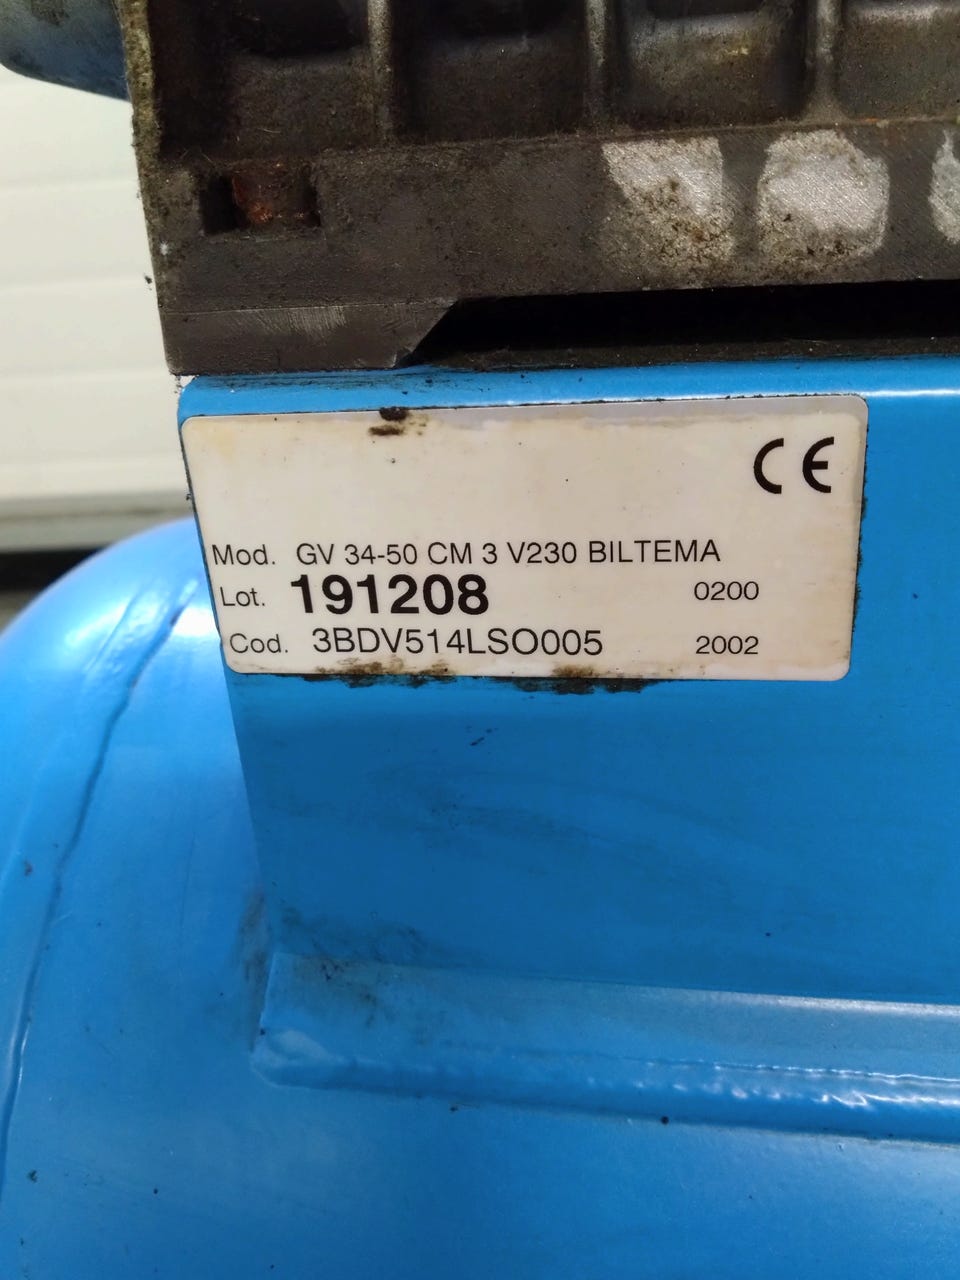 CE
Mod. GV 34-50 CM 3 V230 BILTEMA
Lot. 191208 0200
Cod. 3BDV514LSO005 2002